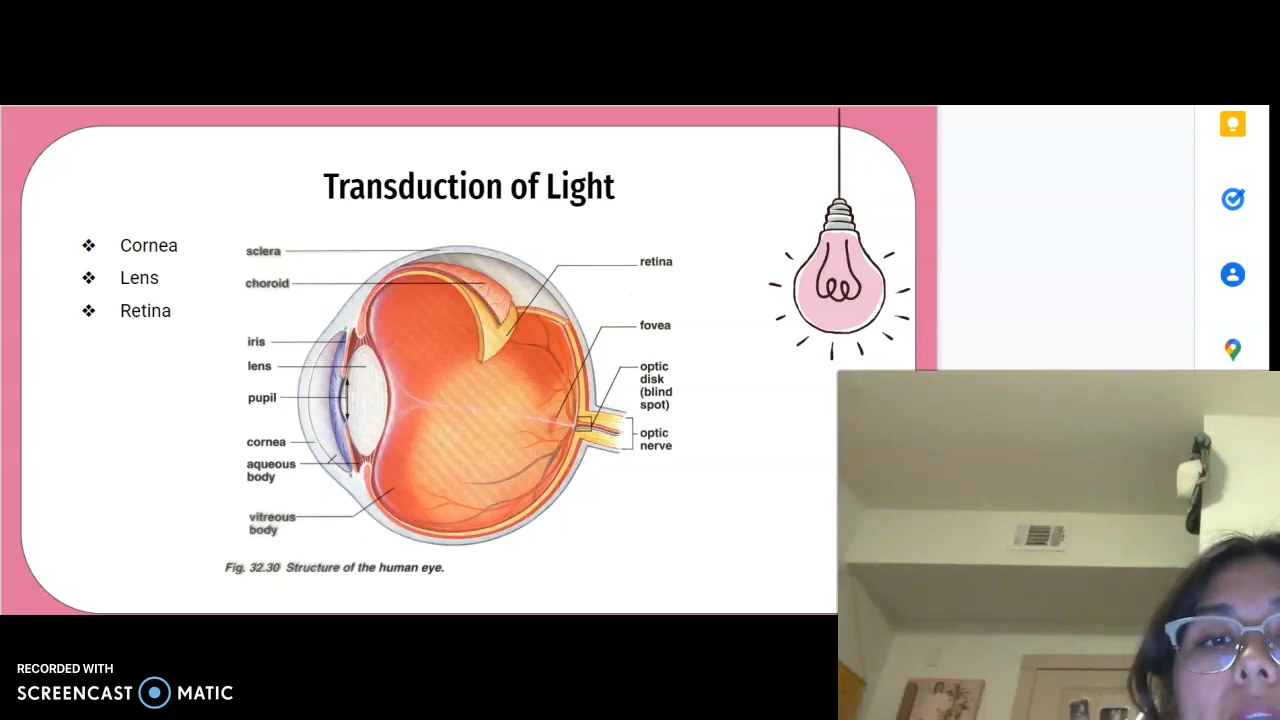 Transduction of Light
❖ Cornea
❖ Lens
❖ Retina
sclera
choroid
iris
lens
pupil
cornea
aqueous
body
vitreous
body
retina
fovea
optic
disk
(blind
spot)
optic
nerve
Fig. 32.30 Structure of the human eye.
RECORDED WITH
SCREENCAST MATIC